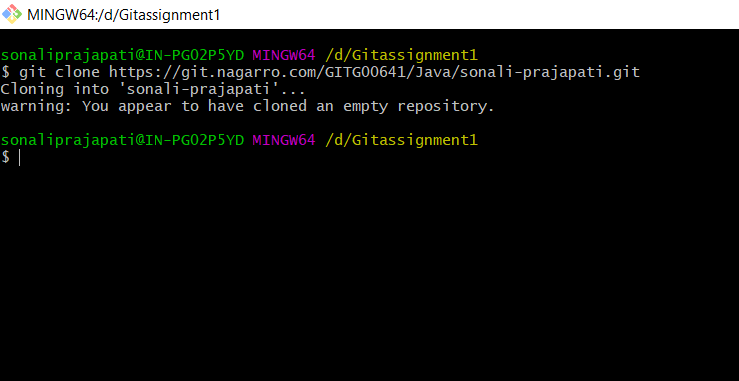 MINGW64:/d/Gitassignment1
sonaliprajapati@IN-PG02P5YD MINGW64 /d/Gitassignment1
$ git clone https://git.nagarro.com/GITG00641/Java/sonali-prajapati.git
Cloning into 'sonali-prajapati'...
warning: You appear to have cloned an empty repository.
sonaliprajapati@IN-PG02P5YD MINGW64 /d/Gitassignment1
$